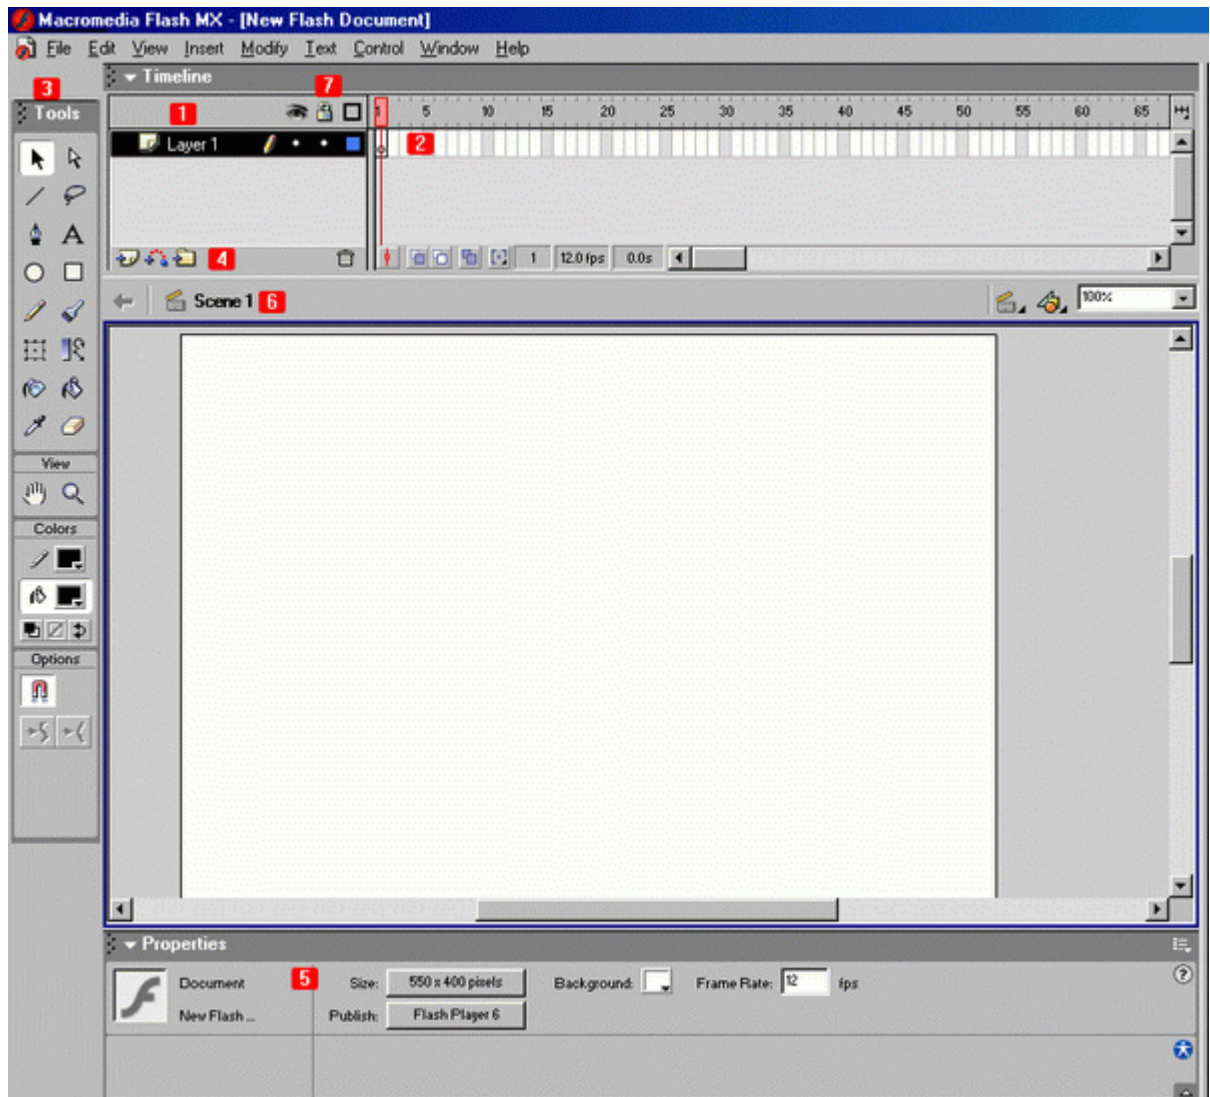 Macromedia Flash MX - [New Flash Document]
File Edit View Insert Modify Text Control Window Help
Timeline
3
7
Tools
1
1 5 10 15 20 25 30 35 40 45 50 55 60 65
Layer 1
2
A
4
1 12.0 fps 0.0s
Scene 1 6
100%
View
Colors
Options
Properties
Document
5
Size: 550 x 400 pixels
Background:
Frame Rate: 12 fps
?
New Flash ...
Publish: Flash Player 6